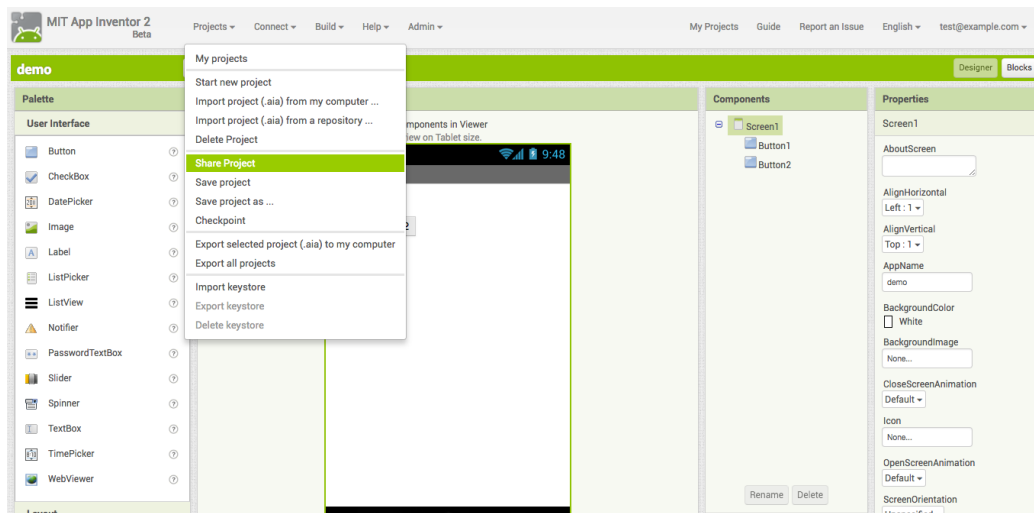 MIT App Inventor 2
Beta
Projects
Connect
Build
Help
Admin
My Projects
Guide
Report an Issue
English
test@example.com
demo
Designer
Blocks
My projects
Start new project
Import project (.aia) from my computer ...
Import project (.aia) from a repository ...
Delete Project
Share Project
Save project
Save project as ...
Checkpoint
Export selected project (.aia) to my computer
Export all projects
Import keystore
Export keystore
Delete keystore
Palette
User Interface
Button
CheckBox
DatePicker
Image
Label
ListPicker
ListView
Notifier
PasswordTextBox
Slider
Spinner
TextBox
TimePicker
WebViewer
in Viewer
on Tablet size.
9:48
2
Components
Screen1
Button1
Button2
Rename
Delete
Properties
Screen1
AboutScreen
AlignHorizontal
Left : 1
AlignVertical
Top : 1
AppName
demo
BackgroundColor
White
BackgroundImage
None...
CloseScreenAnimation
Default
Icon
None...
OpenScreenAnimation
Default
ScreenOrientation